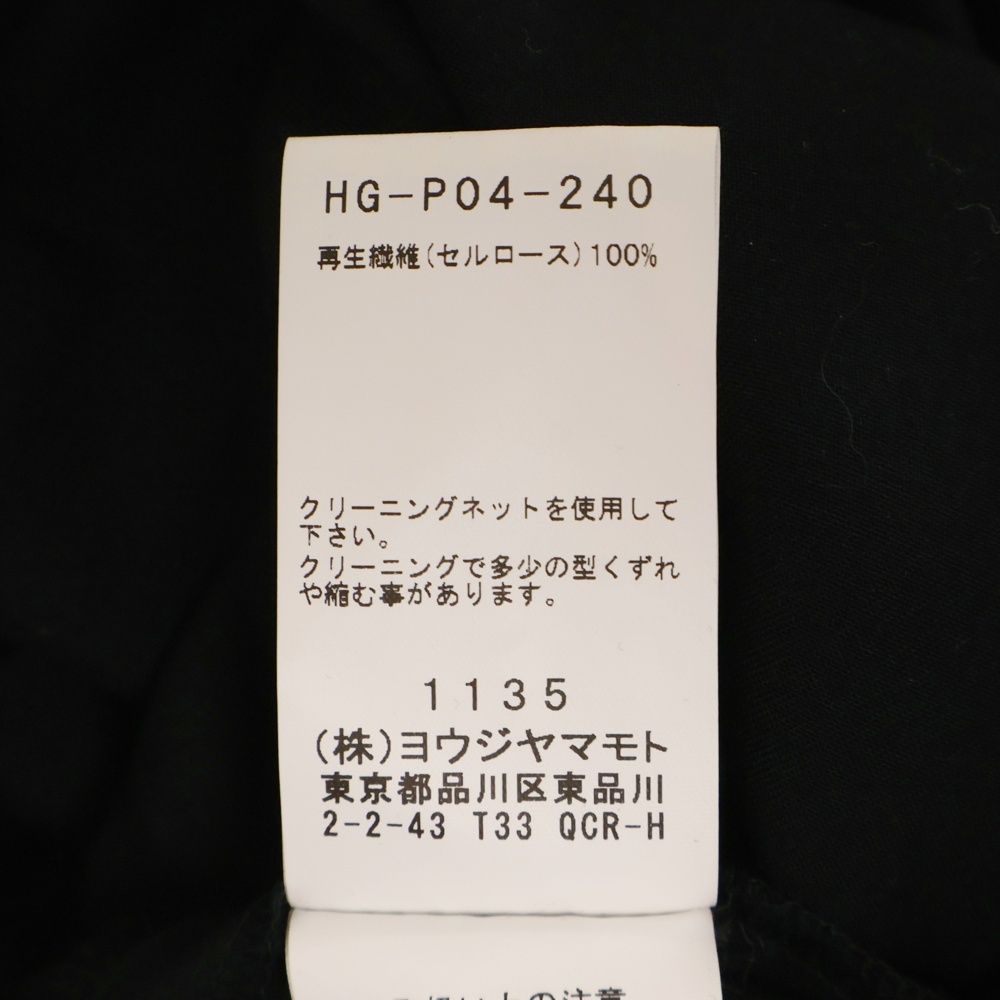 HG-P04-240
再生繊維(セルロース)100%
クリーニングネットを使用して
下さい。
クリーニングで多少の型くずれ
や縮む事があります。
1135
(株)ヨウジヤマモト
東京都品川区東品川
2-2-43 T33 QCR-H
上の注意